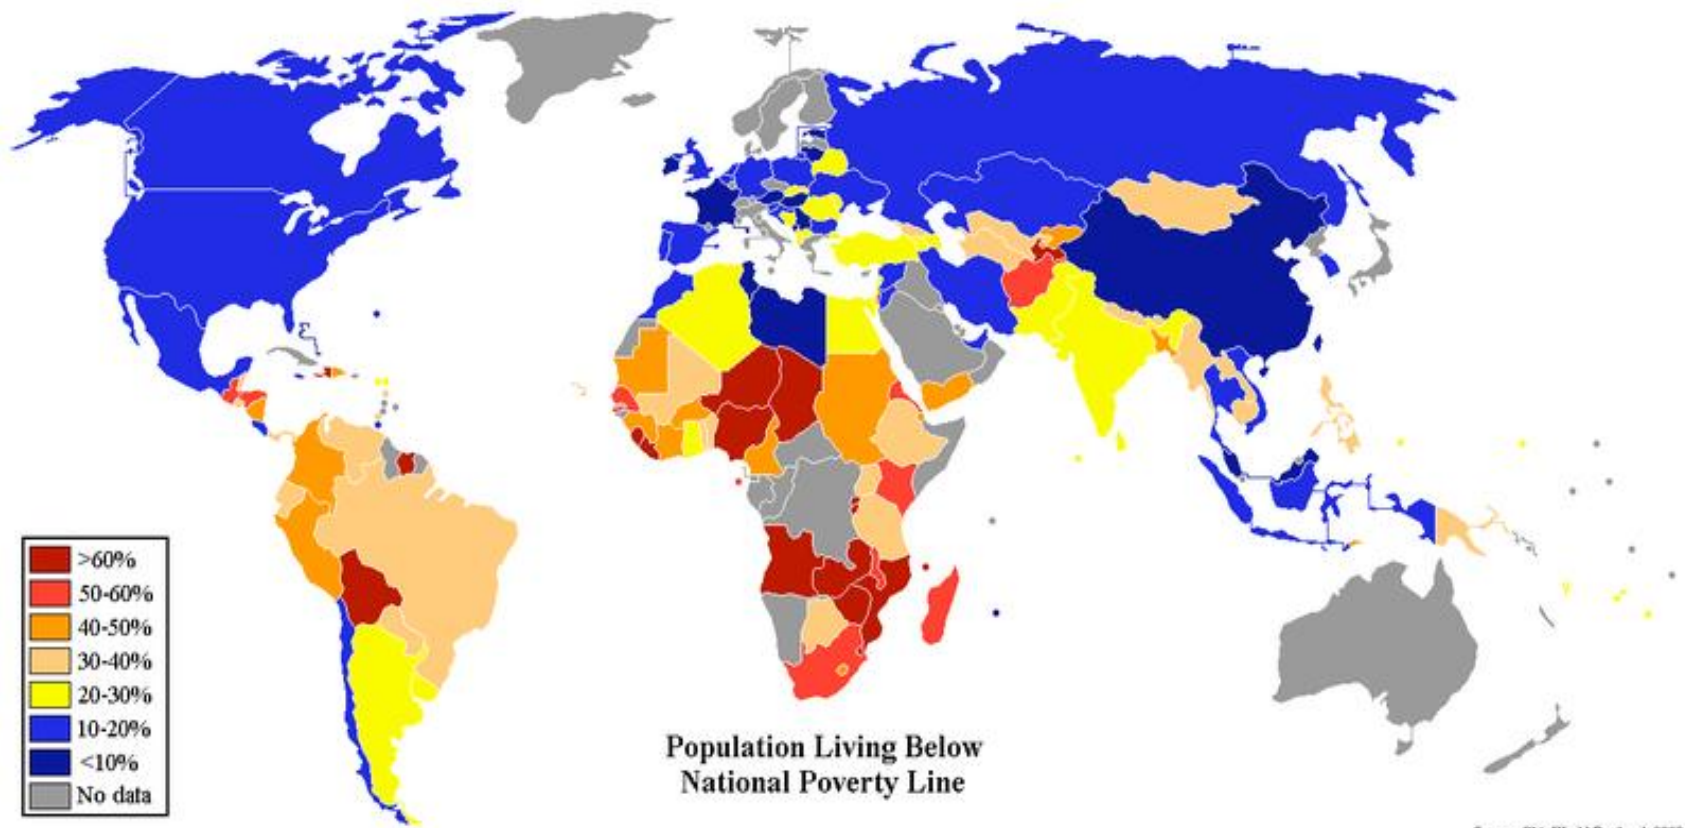 >60%
50-60%
40-50%
30-40%
20-30%
10-20%
<10%
No data
Population Living Below
National Poverty Line